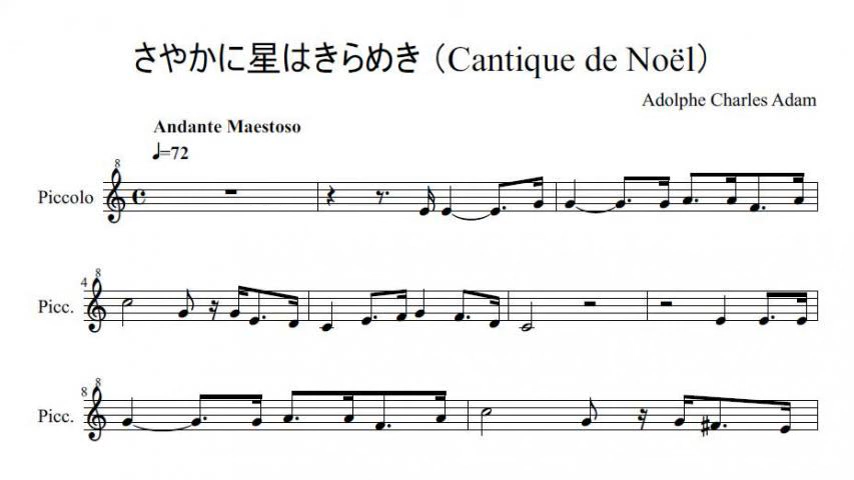 さやかに星はきらめき（Cantique de Noël）
Adolphe Charles Adam
Andante Maestoso
=72
8
Piccolo
4 8
Picc.
8 8
Picc.